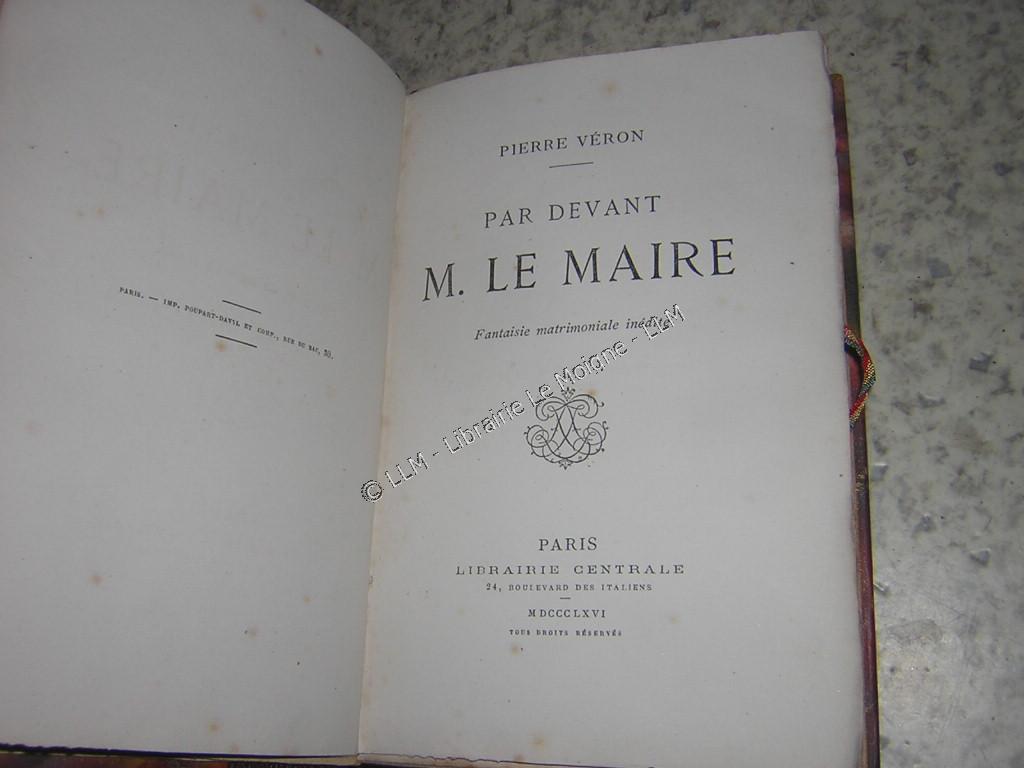 PARIS. — IMP. POUPART-DAVYL ET COMP., RUE DU BAC, 30.
PIERRE VÉRON
PAR DEVANT
M. LE MAIRE
Fantaisie matrimoniale inédite
© LLM - Librairie Le Moigne - LLM
PARIS
LIBRAIRIE CENTRALE
24, BOULEVARD DES ITALIENS
MDCCCLXVI
TOUS DROITS RÉSERVÉS